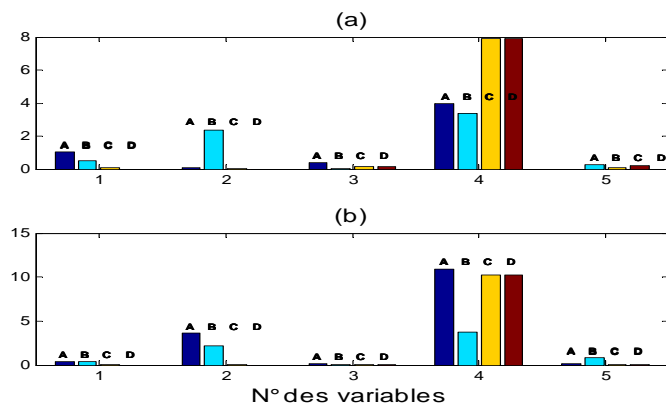 (a)
8
6
4
2
0
A B C D
A B C D
A B C D
A B C D
A B C D
1 2 3 4 5
(b)
15
10
5
0
A B C D
A B C D
A B C D
A B C D
A B C D
1 2 3 4 5
N° des variables